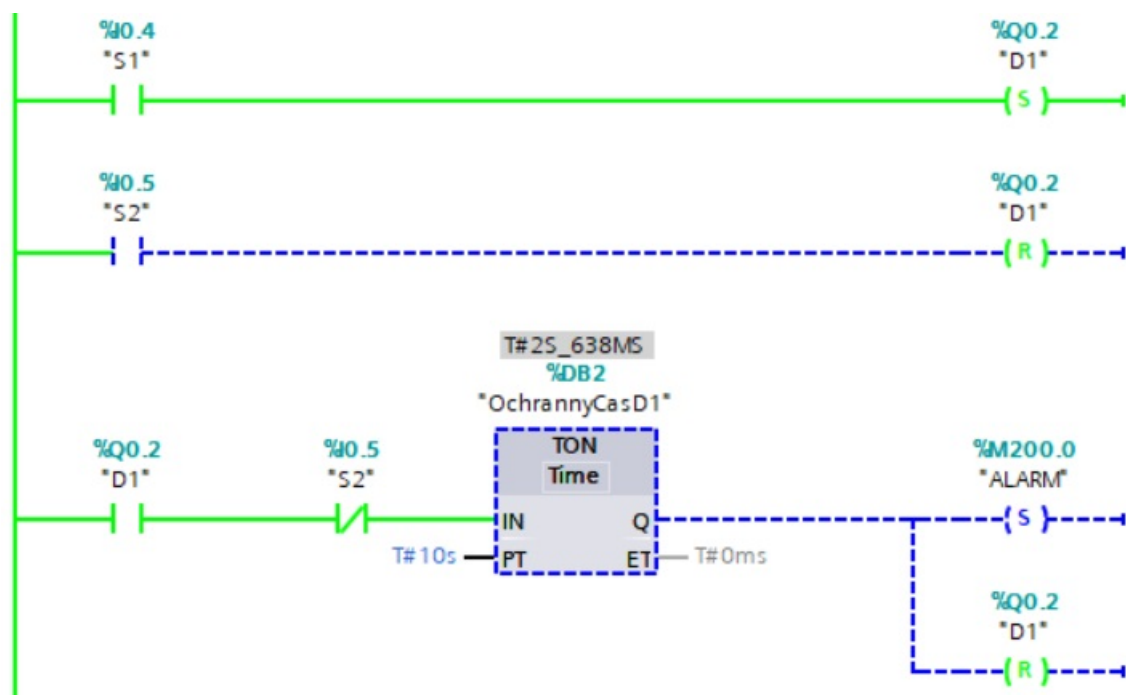 %I0.4
"S1"
%Q0.2
"D1"
S
%I0.5
"S2"
%Q0.2
"D1"
R
T#2S_638MS
%DB2
"OchrannyCasD1"
%Q0.2
"D1"
%I0.5
"S2"
TON
Time
%M200.0
"ALARM"
IN
Q
S
T#10s
PT
ET
T#0ms
%Q0.2
"D1"
R